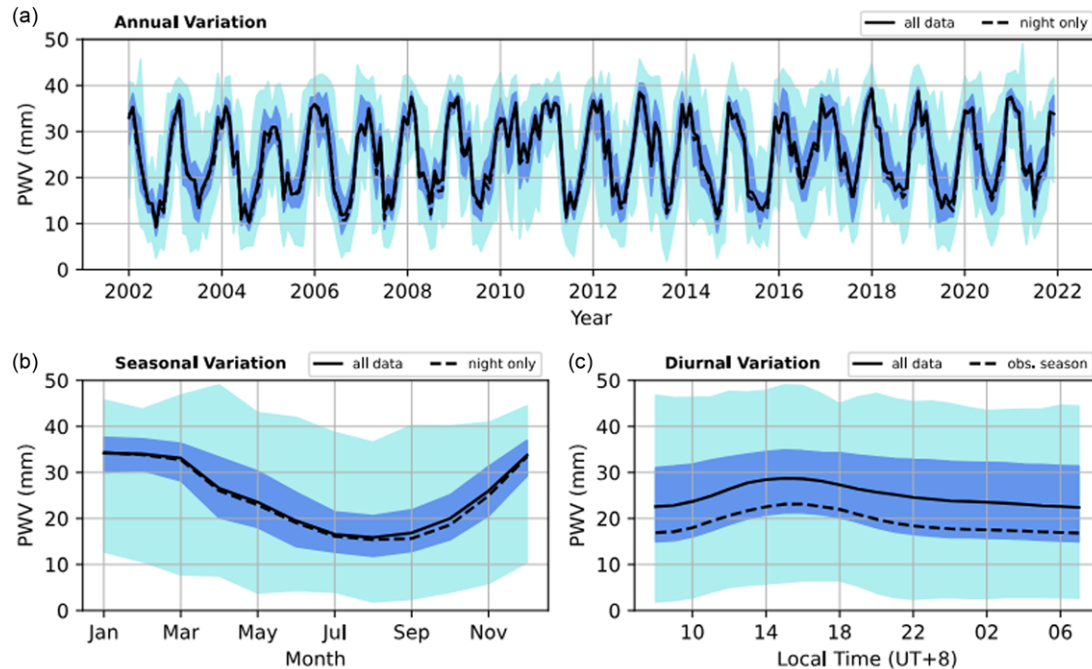 (a) Annual Variation all data night only
50
40
30
20
10
0
PWV (mm)
2002 2004 2006 2008 2010 2012 2014 2016 2018 2020 2022
Year
(b) Seasonal Variation all data night only
50
40
30
20
10
0
PWV (mm)
Jan Mar May Jul Sep Nov
Month
(c) Diurnal Variation all data obs. season
50
40
30
20
10
0
PWV (mm)
10 14 18 22 02 06
Local Time (UT+8)